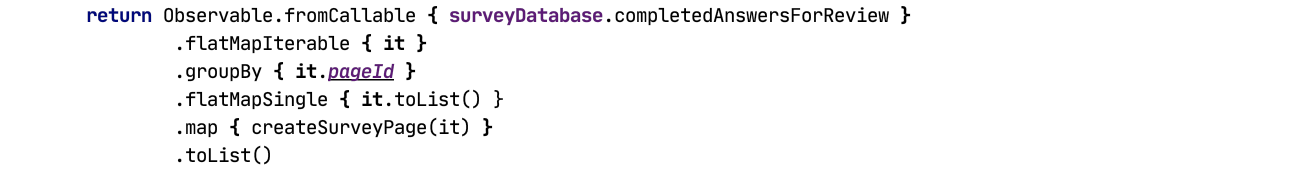 return Observable.fromCallable { surveyDatabase.completedAnswersForReview }
.flatMapIterable { it }
.groupBy { it.pageId }
.flatMapSingle { it.toList() }
.map { createSurveyPage(it) }
.toList()